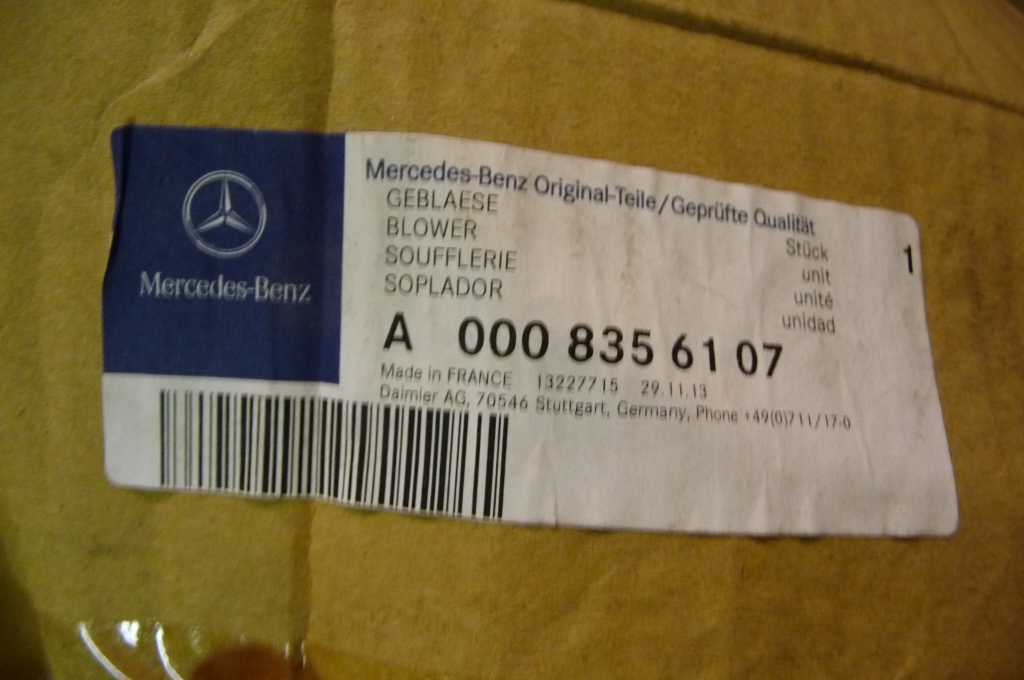 Mercedes-Benz
Mercedes-Benz Original-Teile/Geprüfte Qualität
GEBLAESE
BLOWER
SOUFFLERIE
SOPLADOR
Stück
unit
unité
unidad
1
A 000 835 61 07
Made in FRANCE 13227715 29.11.13
Daimler AG, 70546 Stuttgart, Germany, Phone +49(0)711/17-0